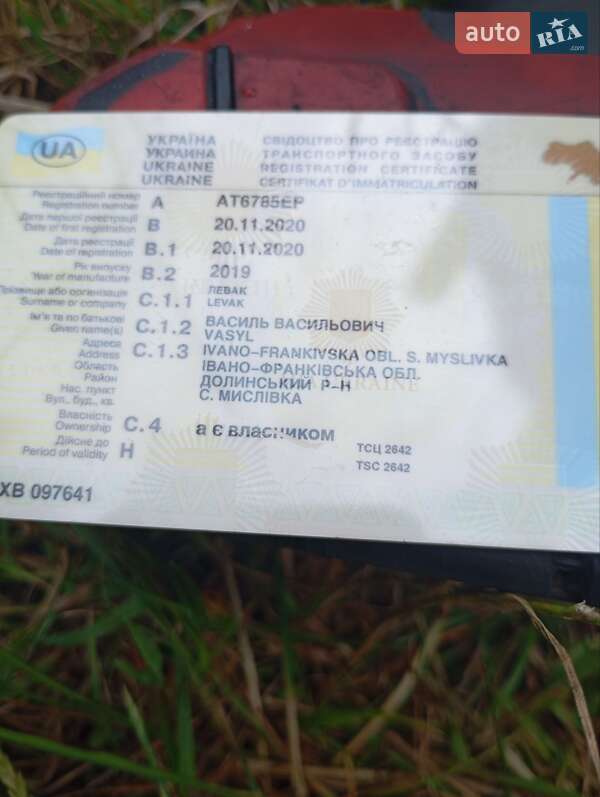 auto RIA.com
UA
УКРАЇНА СВІДОЦТВО ПРО РЕЄСТРАЦІЮ
УКРАИНА ТРАНСПОРТНОГО ЗАСОБУ
UKRAINE REGISTRATION CERTIFICATE
UKRAINE CERTIFIKAT D'IMMATRICULATION
Реєстраційний номер
Registration number A AT6785EP
Дата першої реєстрації
Date of first registration B 20.11.2020
Дата реєстрації
Date of registration B.1 20.11.2020
Рік випуску
Year of manufacture B.2 2019
Прізвище або організація C.1.1 ЛЕВАК
Surname or company LEVAK
Ім'я та по батькові C.1.2 ВАСИЛЬ ВАСИЛЬОВИЧ
Given name(s) VASYL
Адреса C.1.3 IVANO-FRANKIVSKA OBL. S. MYSLIVKA
Address
Область ІВАНО-ФРАНКІВСЬКА ОБЛ.
Район ДОЛИНСЬКИЙ Р-Н
Нас. пункт С. МИСЛІВКА
Вул., буд., кв.
Власність
Ownership C.4 а є власником
Дійсне до
Period of validity H
ТСЦ 2642
TSC 2642
ХВ 097641